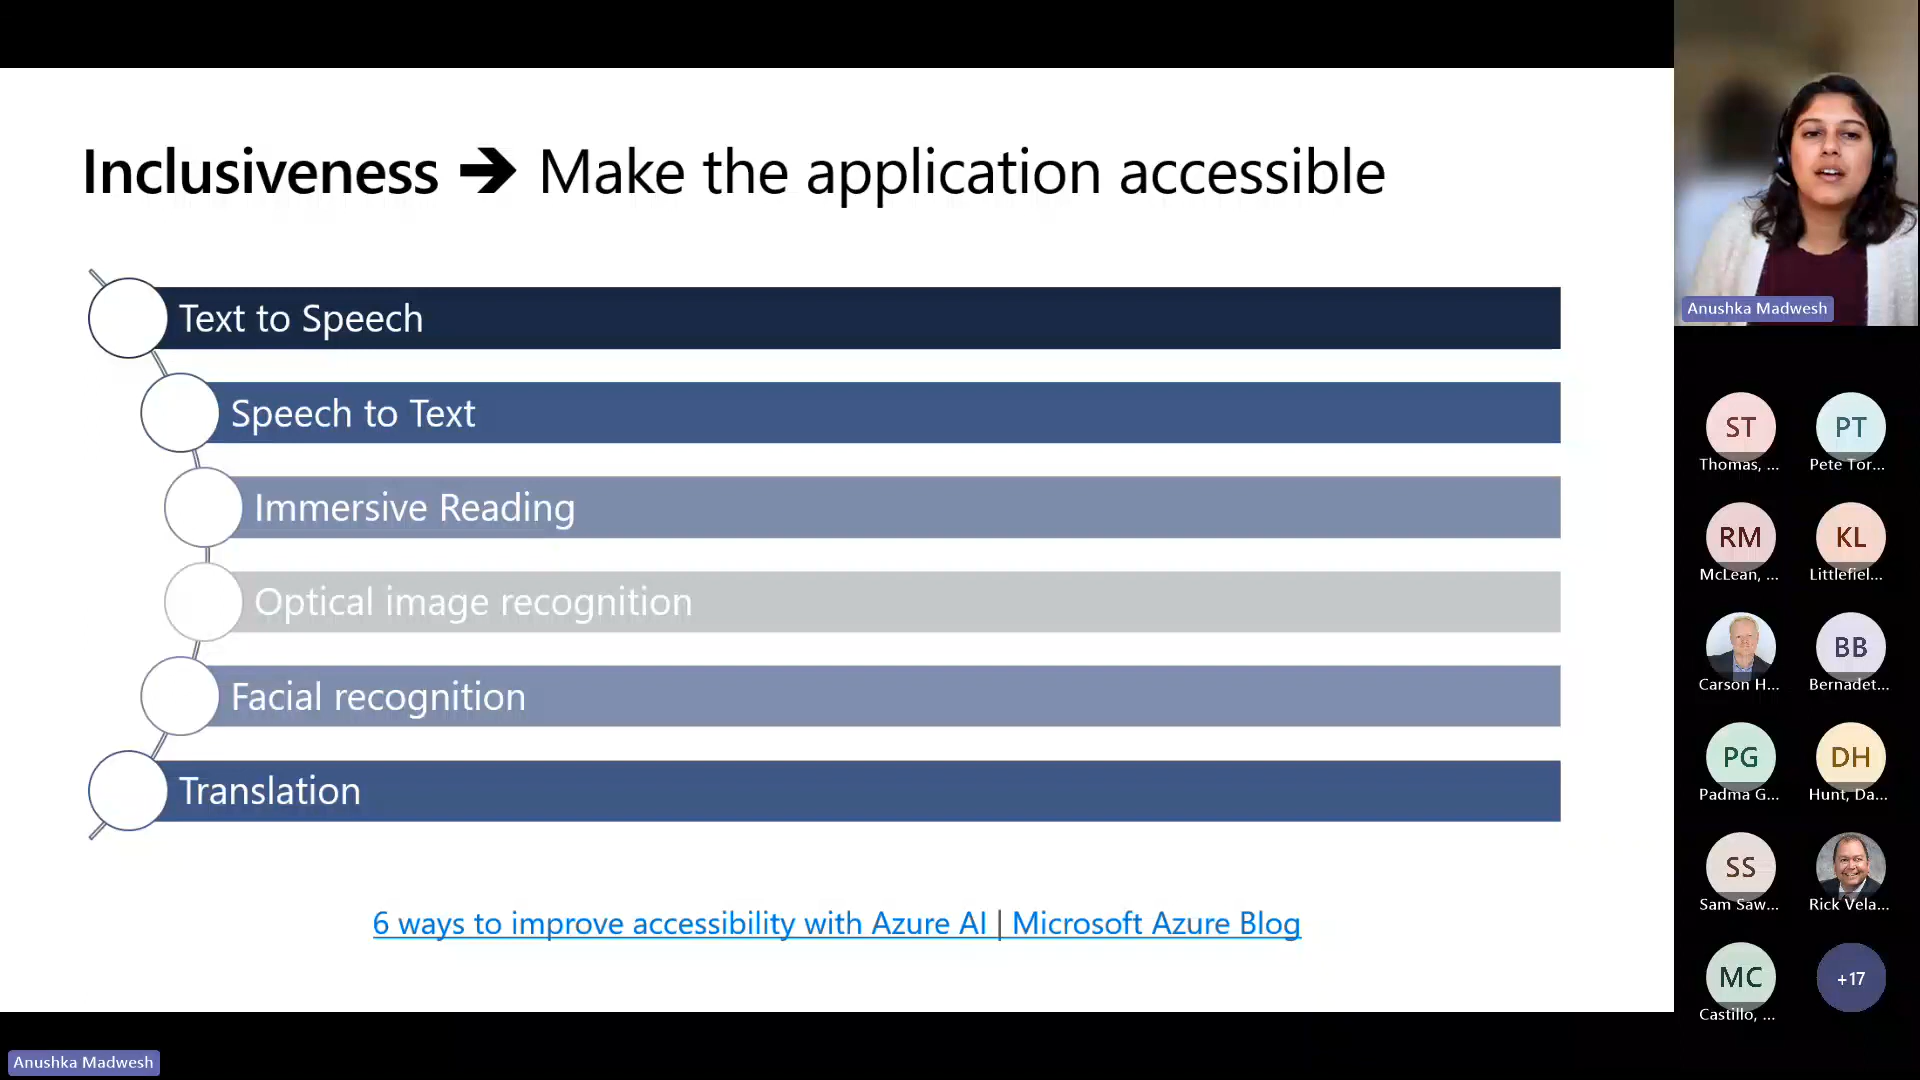 Inclusiveness → Make the application accessible
Text to Speech
Speech to Text
Immersive Reading
Optical image recognition
Facial recognition
Translation
6 ways to improve accessibility with Azure AI | Microsoft Azure Blog
Anushka Madwesh
Anushka Madwesh
ST
Thomas, ...
PT
Pete Tor...
RM
McLean, ...
KL
Littlefiel...
Carson H...
BB
Bernadet...
PG
Padma G...
DH
Hunt, Da...
SS
Sam Saw...
Rick Vela...
MC
Castillo, ...
+17